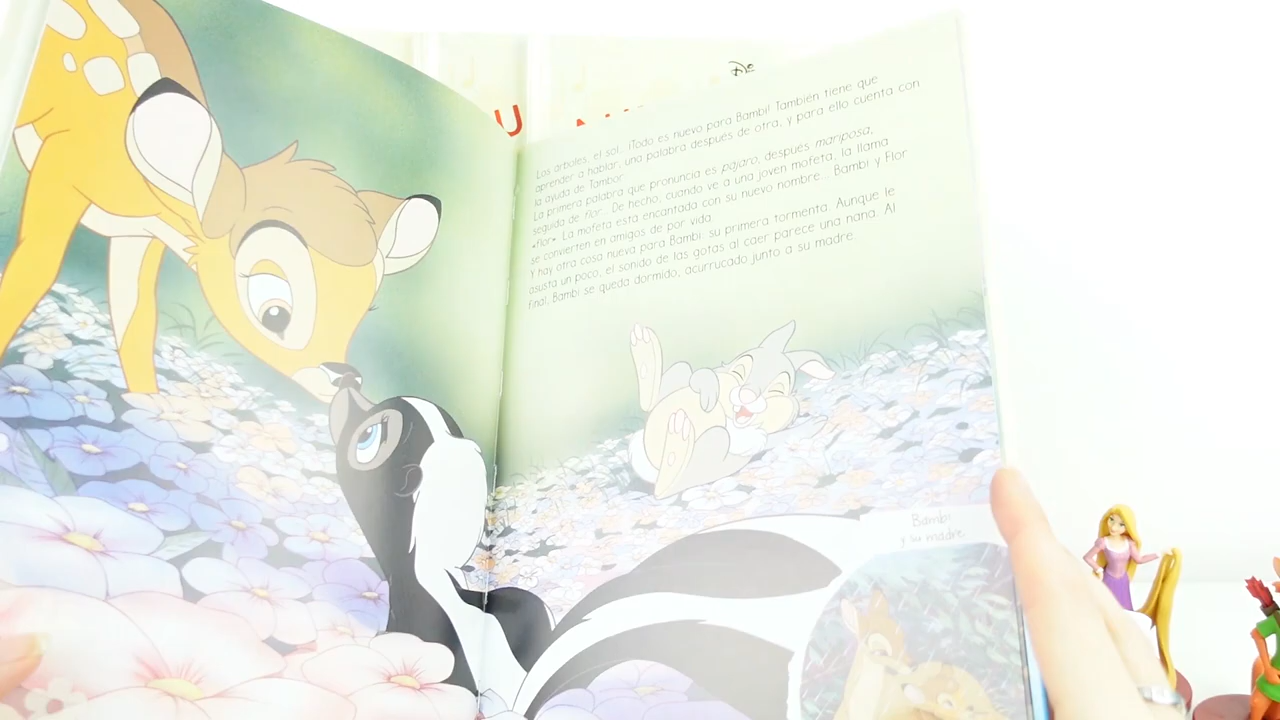 U
Los árboles, el sol... ¡Todo es nuevo para Bambi! También tiene que
aprender a hablar, una palabra después de otra, y para ello cuenta con
la ayuda de Tambor.
La primera palabra que pronuncia es pájaro, después mariposa,
seguida de flor... De hecho, cuando ve a una joven mofeta, la llama
«flor». La mofeta está encantada con su nuevo nombre... Bambi y Flor
se convierten en amigos de por vida.
Y hay otra cosa nueva para Bambi: su primera tormenta. Aunque le
asusta un poco, el sonido de las gotas al caer parece una nana. Al
final, Bambi se queda dormido, acurrucado junto a su madre.
Bambi
y su madre